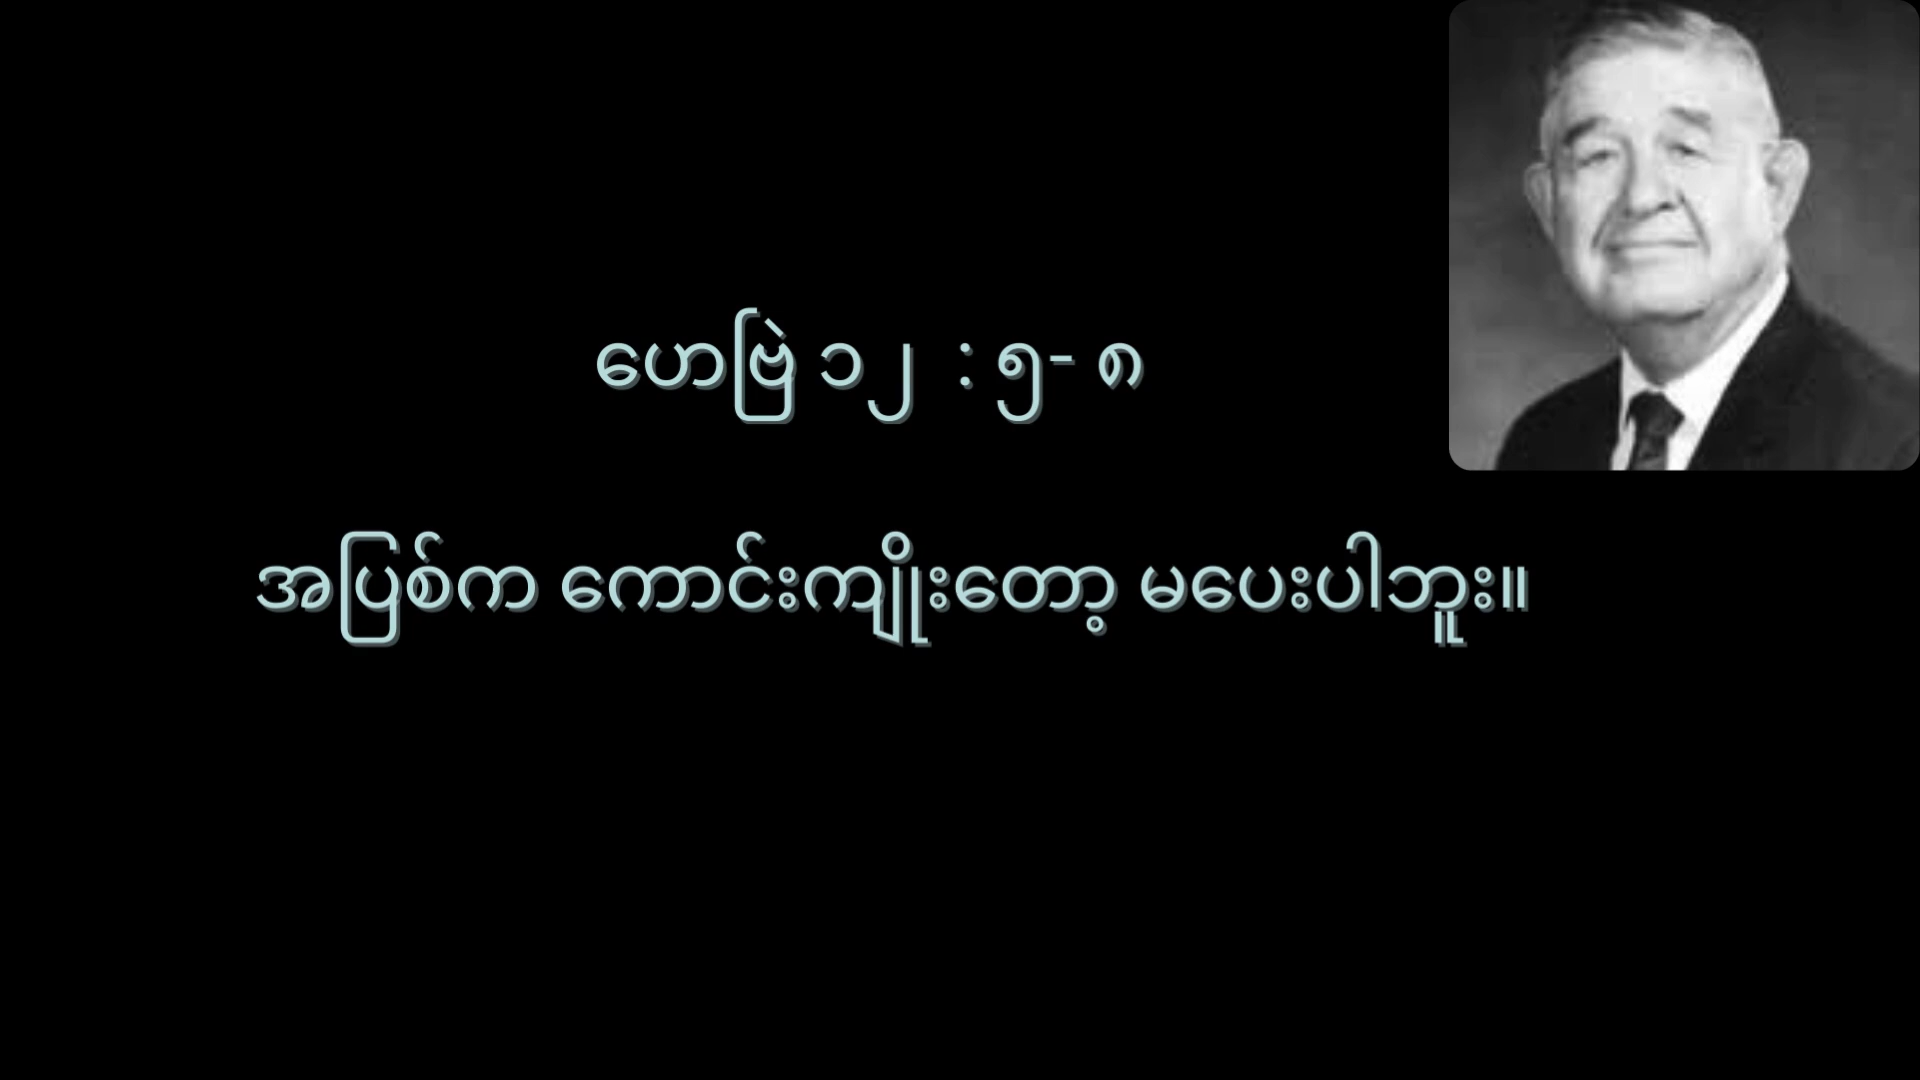 ဟေဗြဲ ၁၂ : ၅- ၈
အပြစ်က ကောင်းကျိုးတော့ မပေးပါဘူး။